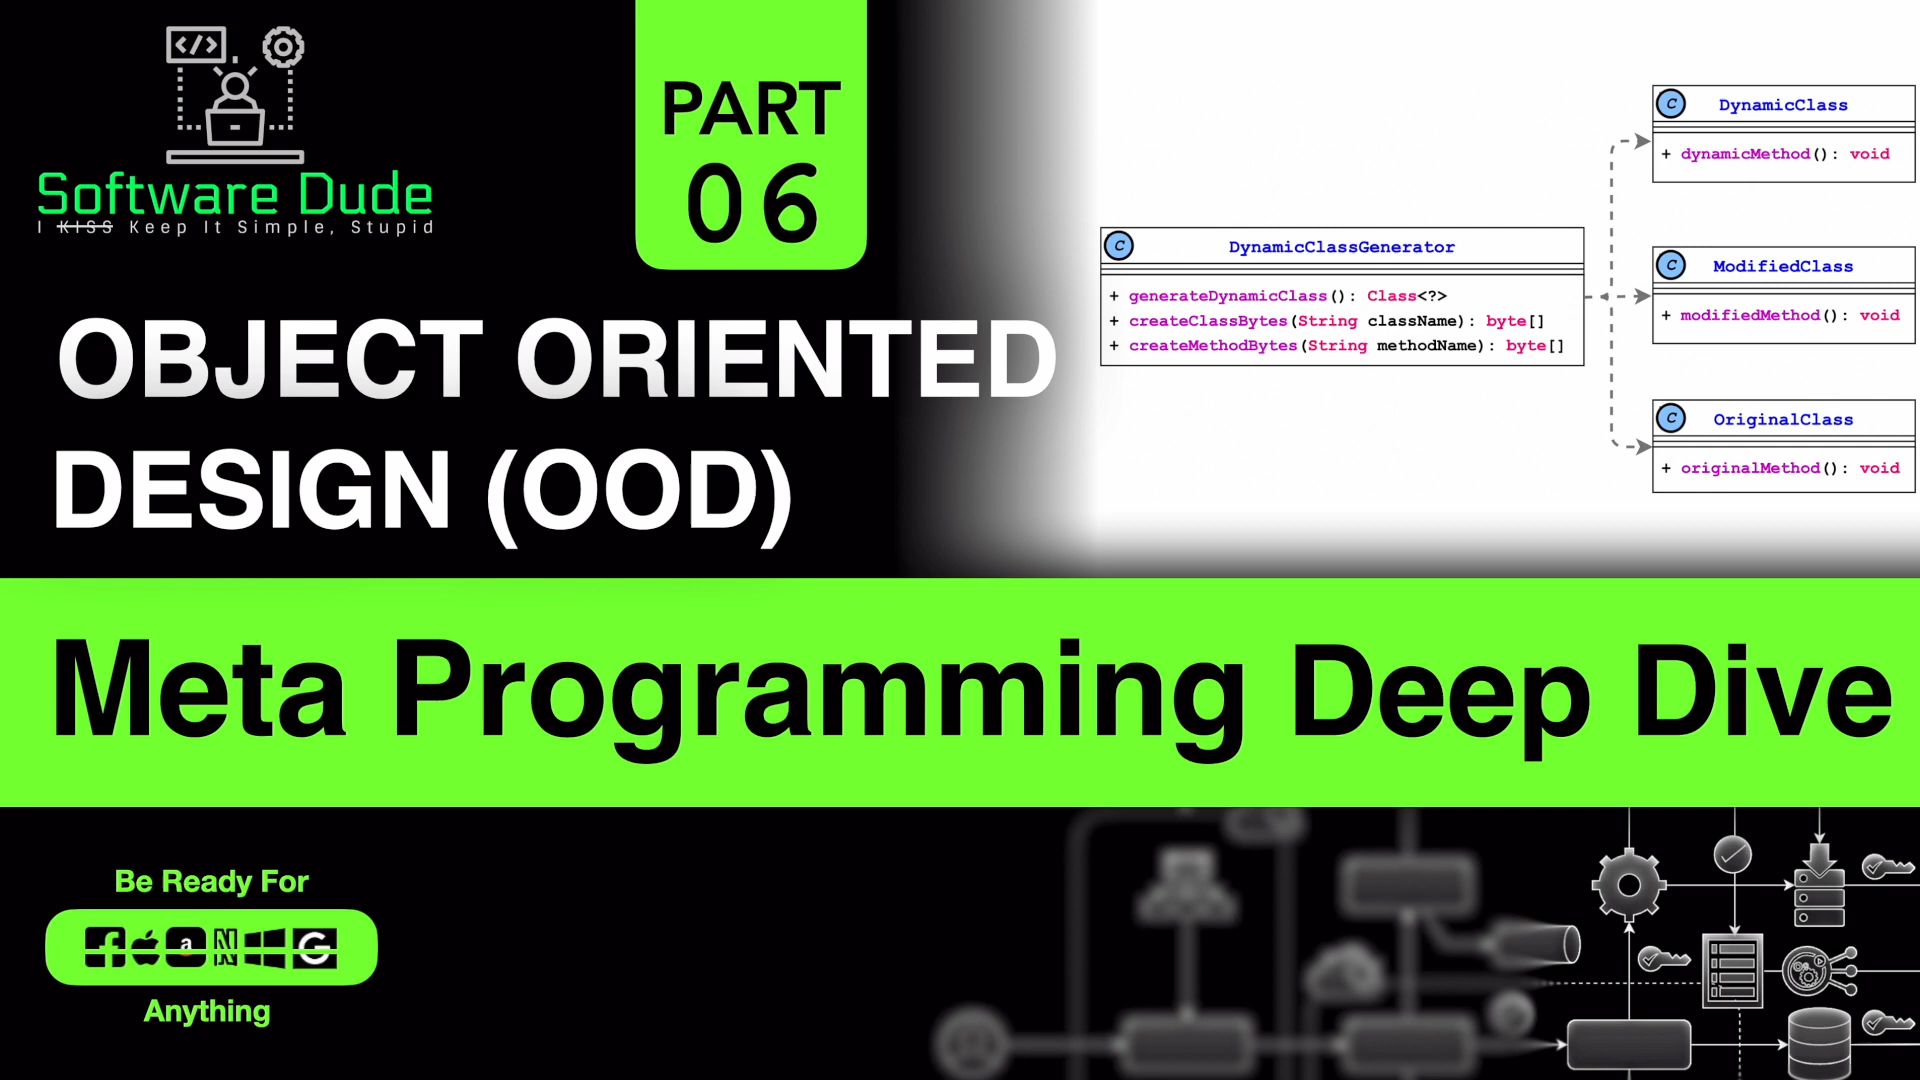 </>
Software Dude
I KISS Keep It Simple, Stupid
PART
06
OBJECT ORIENTED
DESIGN (OOD)
C DynamicClassGenerator
+ generateDynamicClass(): Class<?>
+ createClassBytes(String className): byte[]
+ createMethodBytes(String methodName): byte[]
C DynamicClass
+ dynamicMethod(): void
C ModifiedClass
+ modifiedMethod(): void
C OriginalClass
+ originalMethod(): void
Meta Programming Deep Dive
Be Ready For
f a N G
Anything